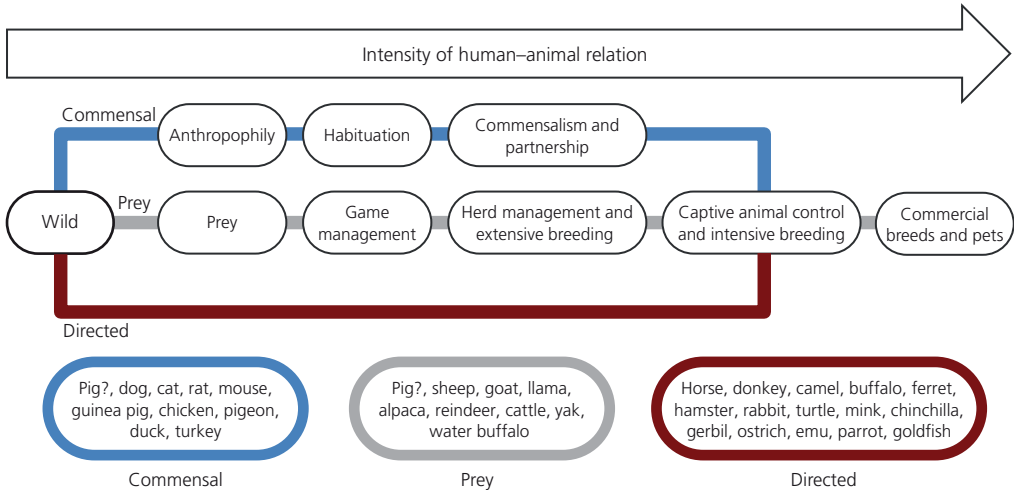 Intensity of human–animal relation
Commensal
Anthropophily
Habituation
Commensalism and
partnership
Wild
Prey
Prey
Game
management
Herd management and
extensive breeding
Captive animal control
and intensive breeding
Commercial
breeds and pets
Directed
Pig?, dog, cat, rat, mouse,
guinea pig, chicken, pigeon,
duck, turkey
Commensal
Pig?, sheep, goat, llama,
alpaca, reindeer, cattle, yak,
water buffalo
Prey
Horse, donkey, camel, buffalo, ferret,
hamster, rabbit, turtle, mink, chinchilla,
gerbil, ostrich, emu, parrot, goldfish
Directed